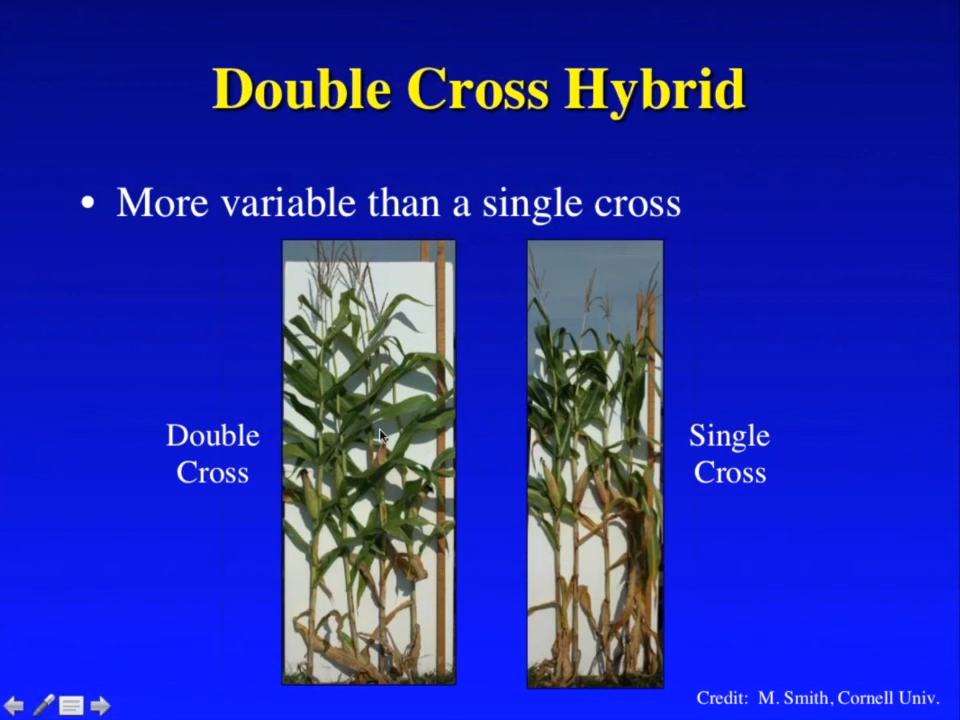 Double Cross Hybrid
• More variable than a single cross
Double
Cross
Single
Cross
Credit: M. Smith, Cornell Univ.